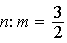 n : m = 3/2